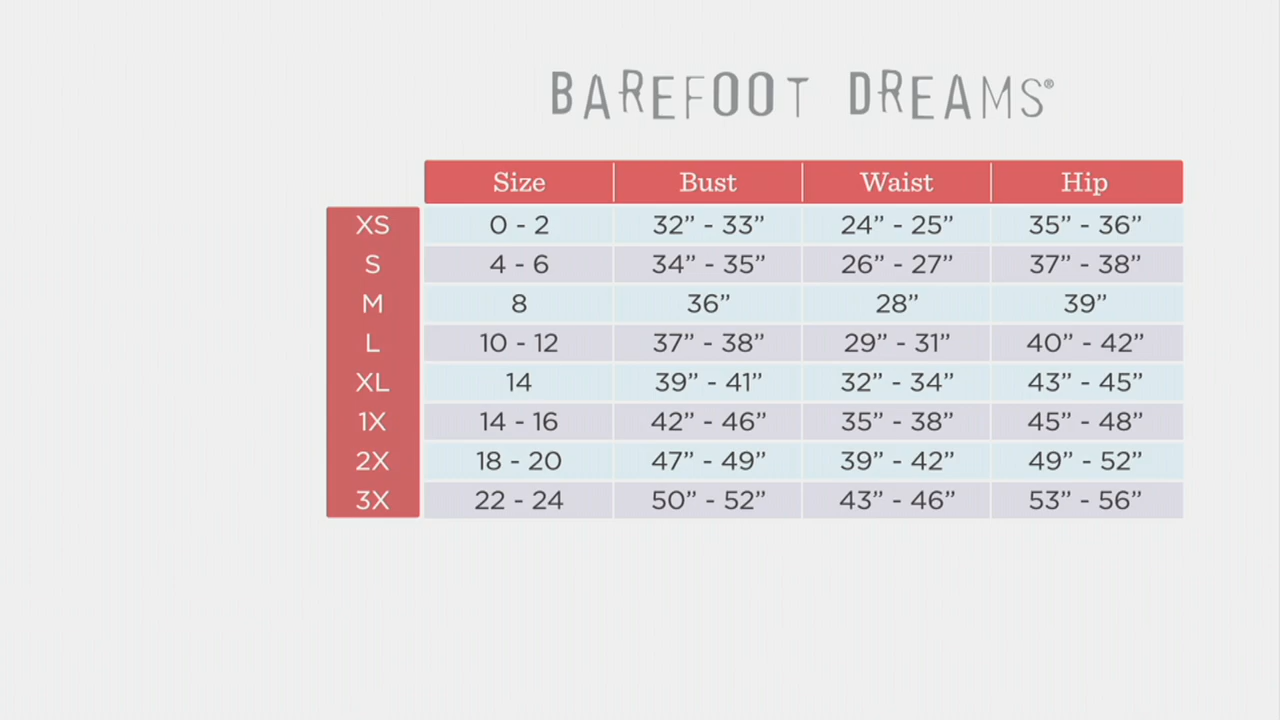 BAREFOOT DREAMS®
Size Bust Waist Hip
XS 0 - 2 32” - 33” 24” - 25” 35” - 36”
S 4 - 6 34” - 35” 26” - 27” 37” - 38”
M 8 36” 28” 39”
L 10 - 12 37” - 38” 29” - 31” 40” - 42”
XL 14 39” - 41” 32” - 34” 43” - 45”
1X 14 - 16 42” - 46” 35” - 38” 45” - 48”
2X 18 - 20 47” - 49” 39” - 42” 49” - 52”
3X 22 - 24 50” - 52” 43” - 46” 53” - 56”